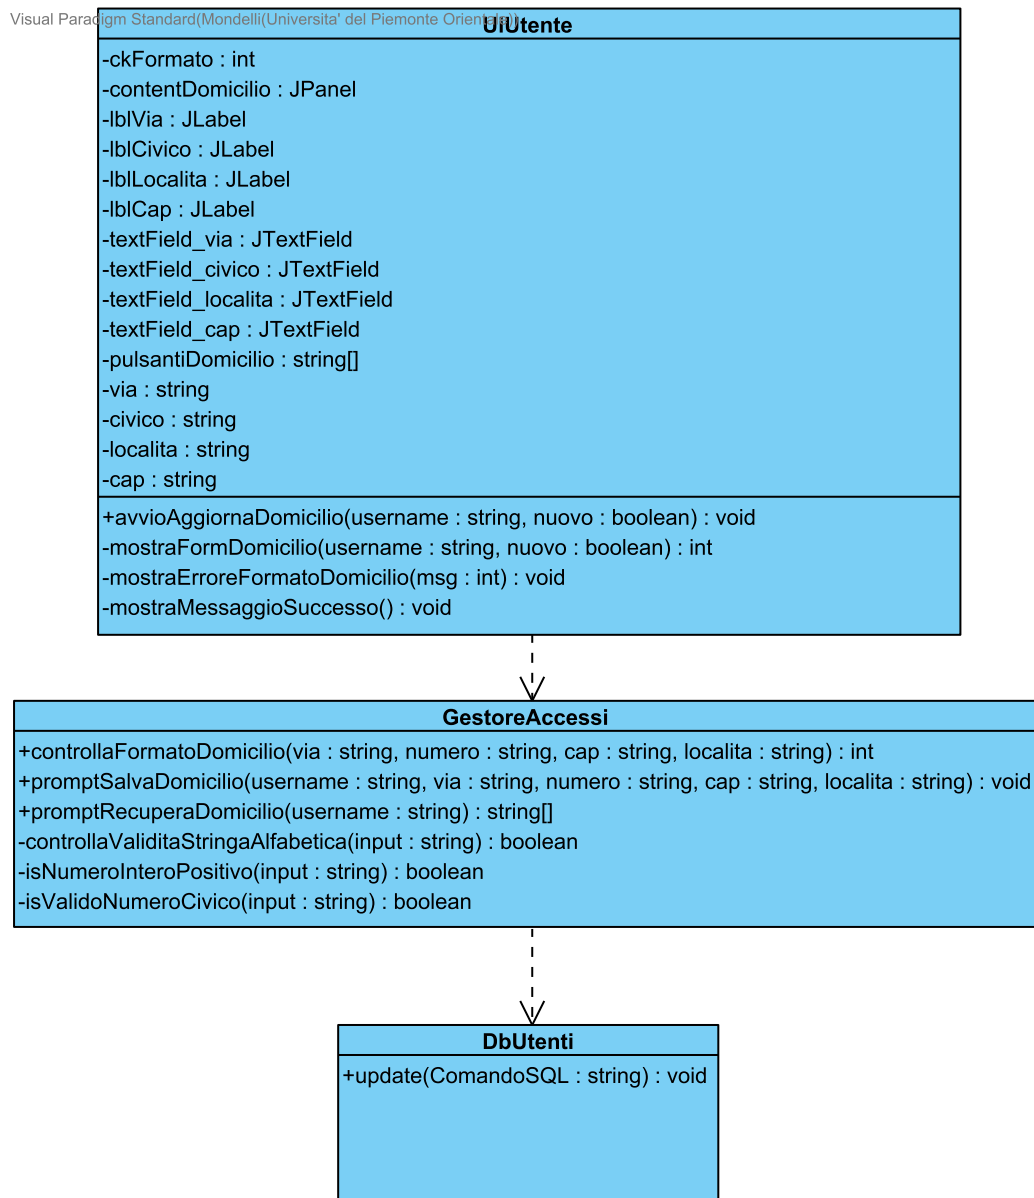 Visual Paradigm Standard(Mondelli(Universita' del Piemonte Orientale))
UiUtente
-ckFormato : int
-contentDomicilio : JPanel
-lblVia : JLabel
-lblCivico : JLabel
-lblLocalita : JLabel
-lblCap : JLabel
-textField_via : JTextField
-textField_civico : JTextField
-textField_localita : JTextField
-textField_cap : JTextField
-pulsantiDomicilio : string[]
-via : string
-civico : string
-localita : string
-cap : string
+avvioAggiornaDomicilio(username : string, nuovo : boolean) : void
-mostraFormDomicilio(username : string, nuovo : boolean) : int
-mostraErroreFormatoDomicilio(msg : int) : void
-mostraMessaggioSuccesso() : void
GestoreAccessi
+controllaFormatoDomicilio(via : string, numero : string, cap : string, localita : string) : int
+promptSalvaDomicilio(username : string, via : string, numero : string, cap : string, localita : string) : void
+promptRecuperaDomicilio(username : string) : string[]
-controllaValiditaStringaAlfabetica(input : string) : boolean
-isNumeroInteroPositivo(input : string) : boolean
-isValidoNumeroCivico(input : string) : boolean
DbUtenti
+update(ComandoSQL : string) : void